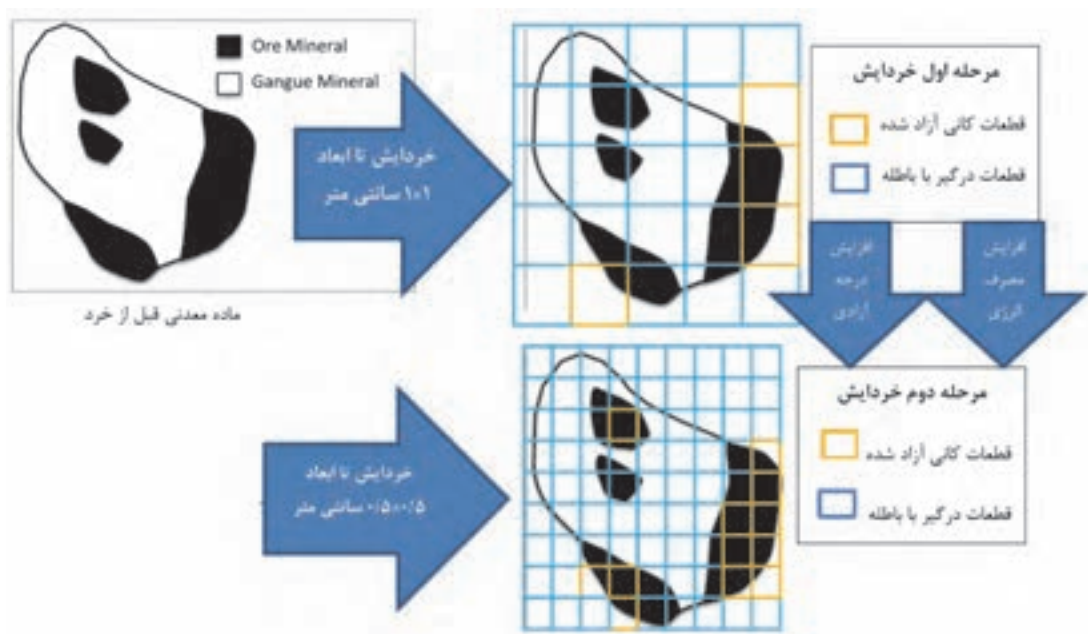 Ore Mineral
Gangue Mineral
ماده معدنی قبل از خرد
خردایش تا ابعاد
۱×۱ سانتی متر
مرحله اول خردایش
قطعات کانی آزاد شده
قطعات درگیر با باطله
افزایش
درجه
آزادی
افزایش
مصرف
انرژی
خردایش تا ابعاد
۰/۵×۰/۵ سانتی متر
مرحله دوم خردایش
قطعات کانی آزاد شده
قطعات درگیر با باطله